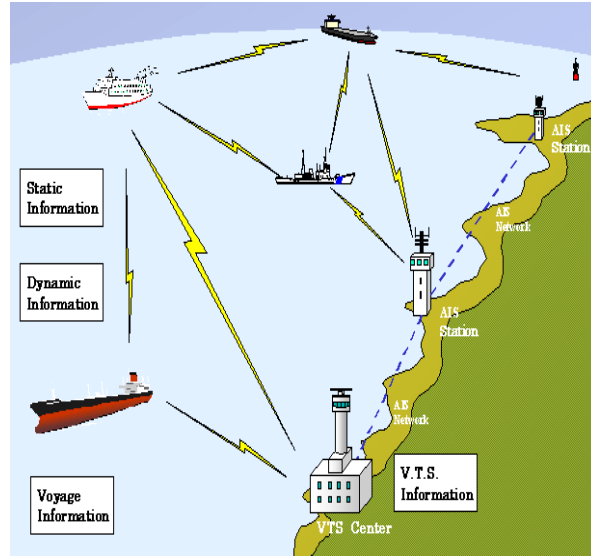 AIS
Station
Static
Information
AIS
Network
Dynamic
Information
AIS
Station
AIS
Network
Voyage
Information
V.T.S.
Information
VTS Center